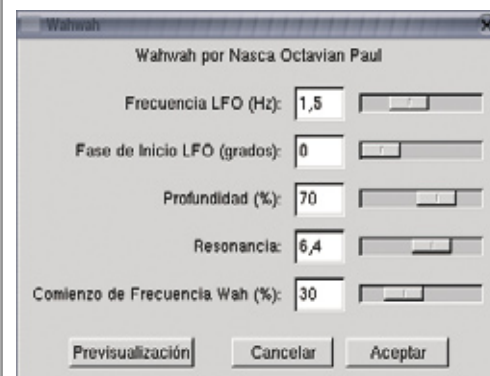 Wahwah
Wahwah por Nasca Octavian Paul
Frecuencia LFO (Hz): 1,5
Fase de Inicio LFO (grados): 0
Profundidad (%): 70
Resonancia: 6,4
Comienzo de Frecuencia Wah (%): 30
Previsualización Cancelar Aceptar